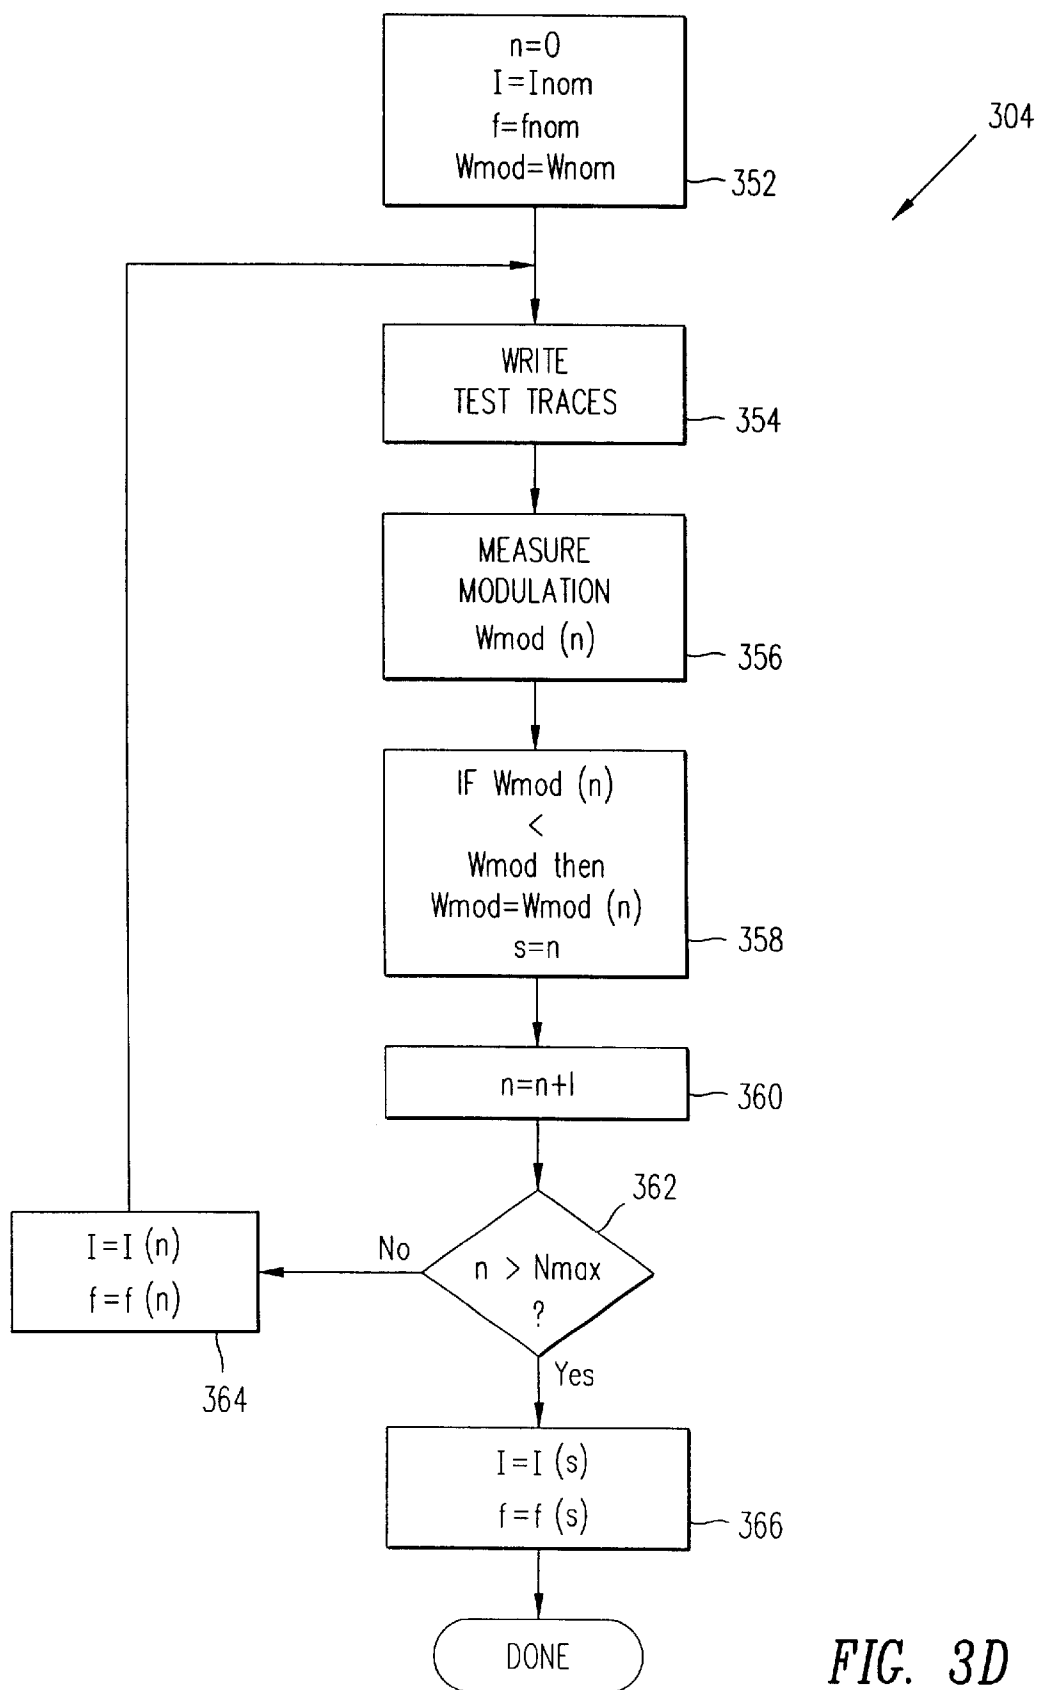 n=0
I=Inom
f=fnom
Wmod=Wnom
352
304
WRITE
TEST TRACES
354
MEASURE
MODULATION
Wmod (n)
356
IF Wmod (n)
<
Wmod then
Wmod=Wmod (n)
s=n
358
n=n+1
360
362
n > Nmax
?
No
I=I (n)
f=f (n)
364
Yes
I=I (s)
f=f (s)
366
DONE
FIG. 3D